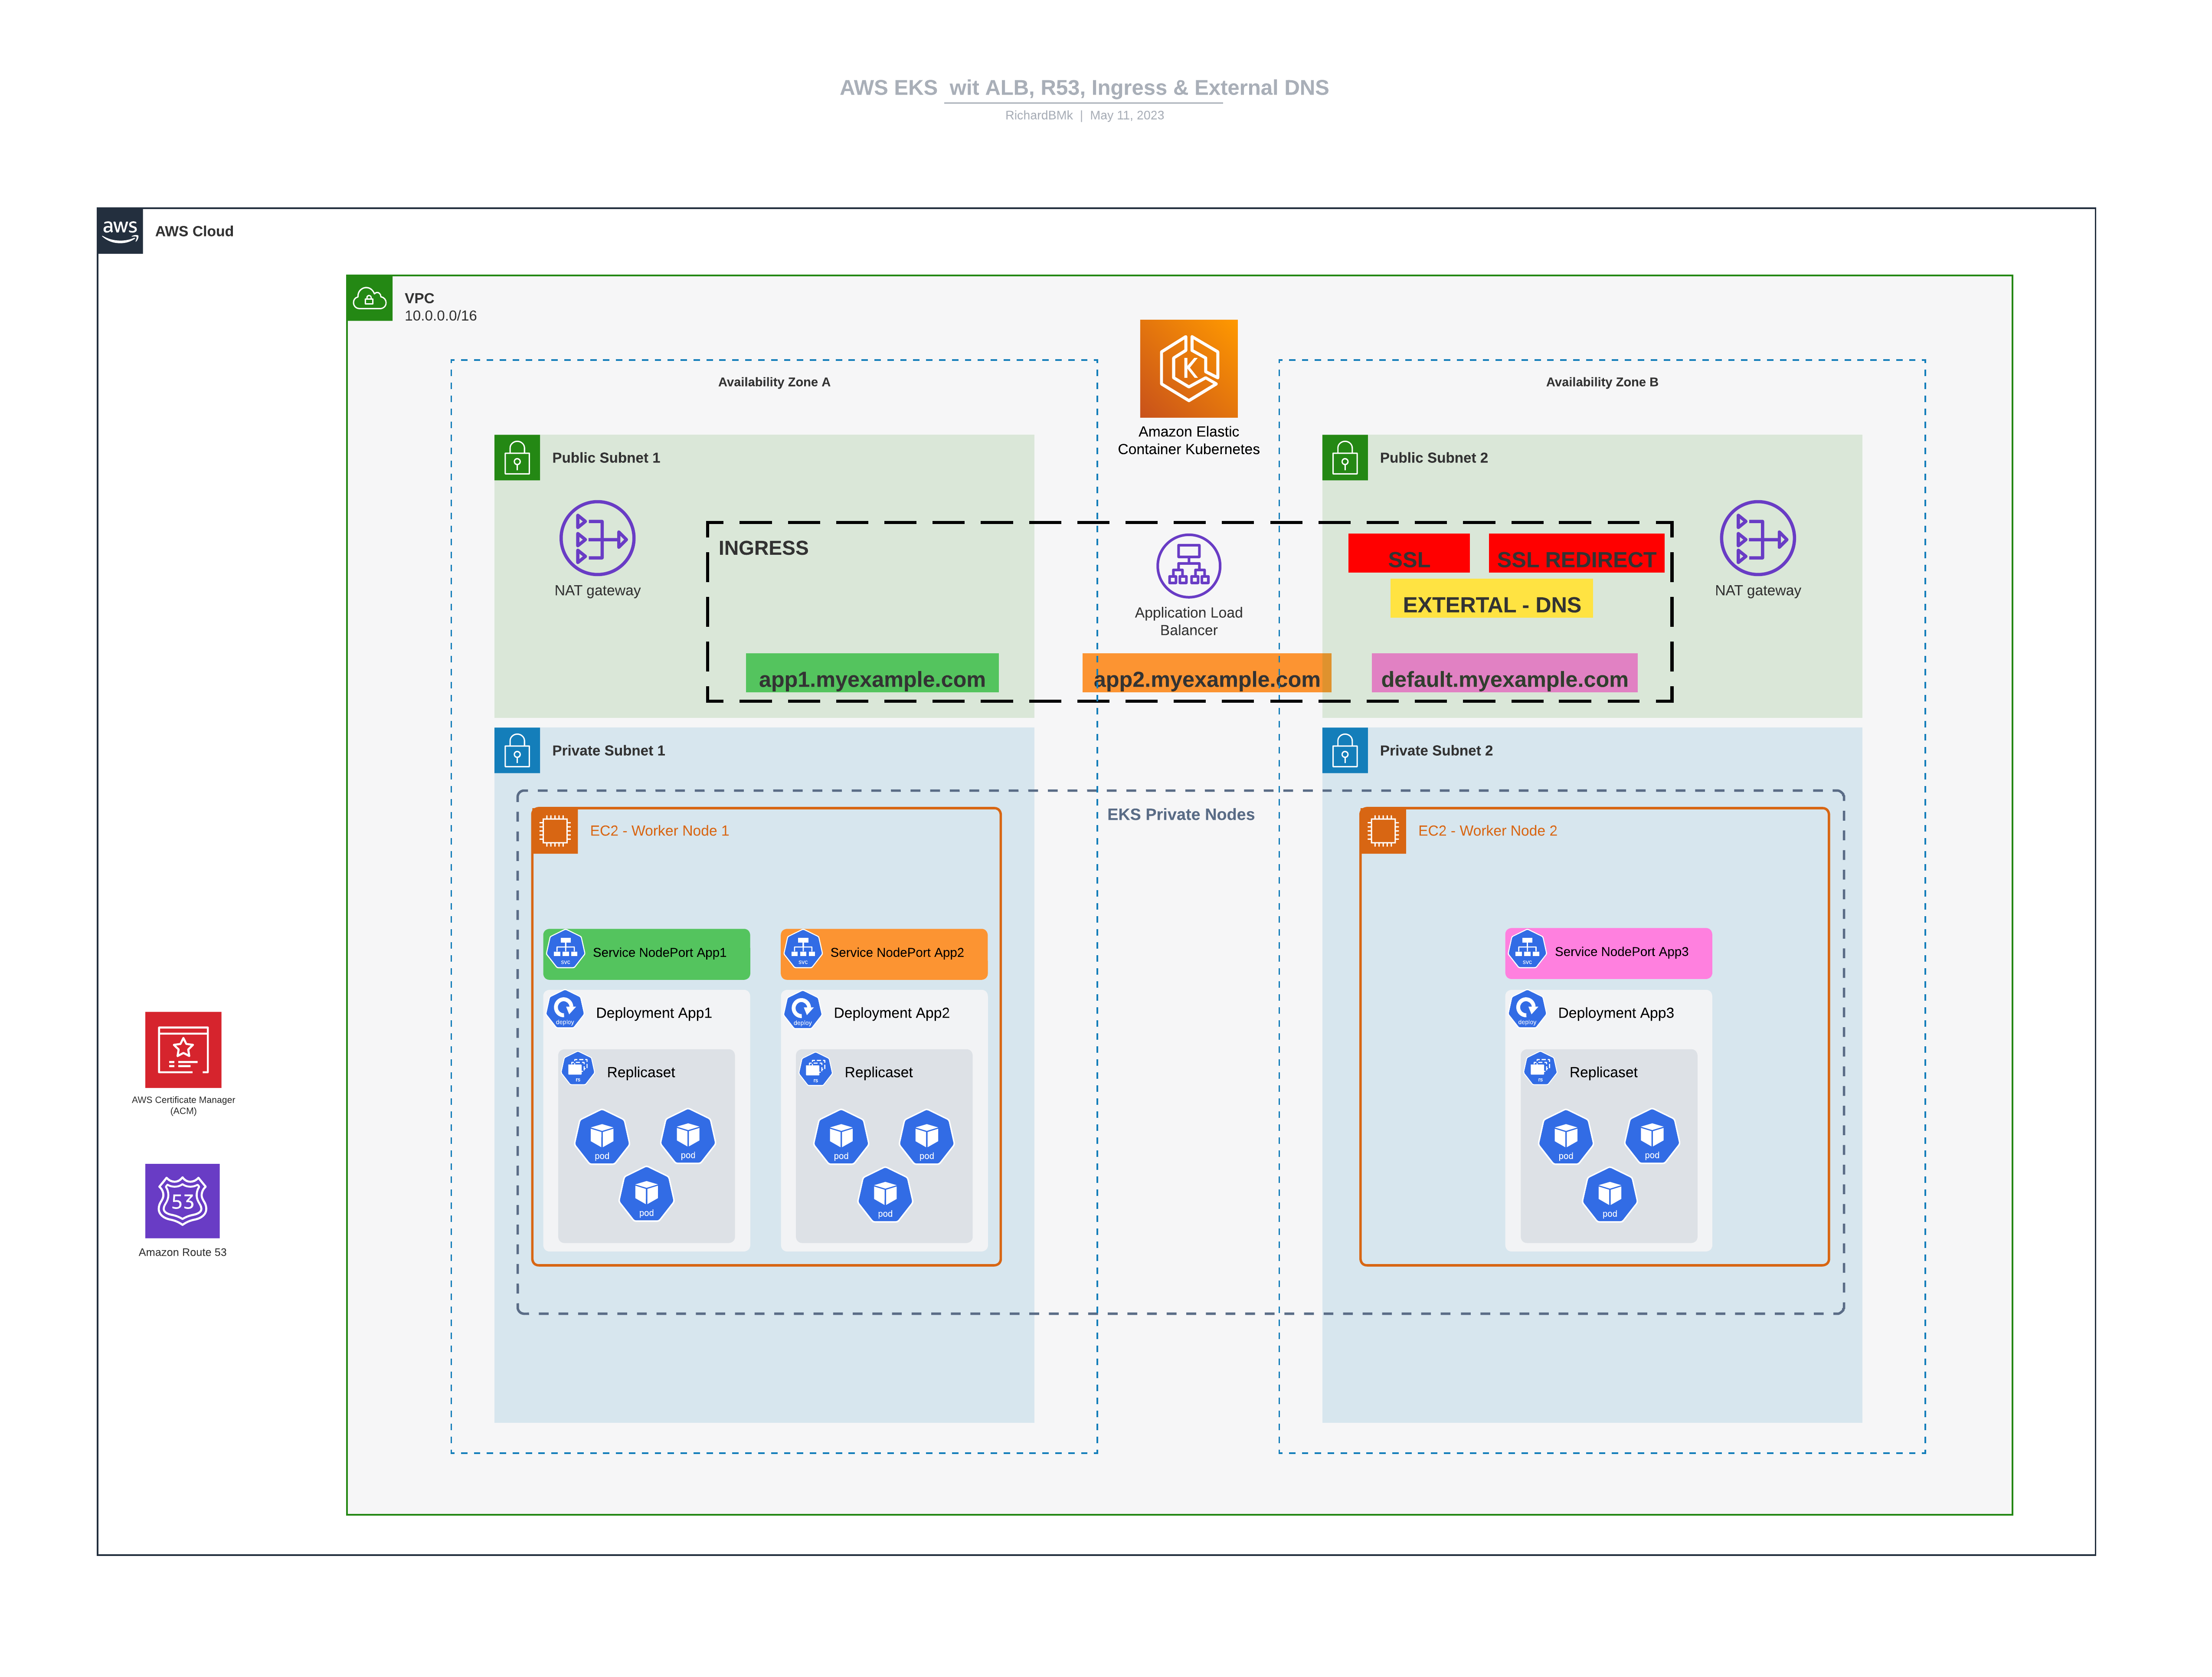 AWS EKS  wit ALB, R53, Ingress & External DNS
RichardBMk  |  May 11, 2023
aws
AWS Cloud
VPC
10.0.0.0/16
Availability Zone A
K
Amazon Elastic
Container Kubernetes
Availability Zone B
Public Subnet 1
Public Subnet 2
NAT gateway
INGRESS
Application Load
Balancer
SSL
SSL REDIRECT
EXTERTAL - DNS
NAT gateway
app1.myexample.com
app2.myexample.com
default.myexample.com
Private Subnet 1
Private Subnet 2
EKS Private Nodes
EC2 - Worker Node 1
EC2 - Worker Node 2
svc
Service NodePort App1
svc
Service NodePort App2
svc
Service NodePort App3
deploy
Deployment App1
deploy
Deployment App2
deploy
Deployment App3
rs
Replicaset
rs
Replicaset
rs
Replicaset
pod
pod
pod
pod
pod
pod
pod
pod
pod
AWS Certificate Manager
(ACM)
53
Amazon Route 53